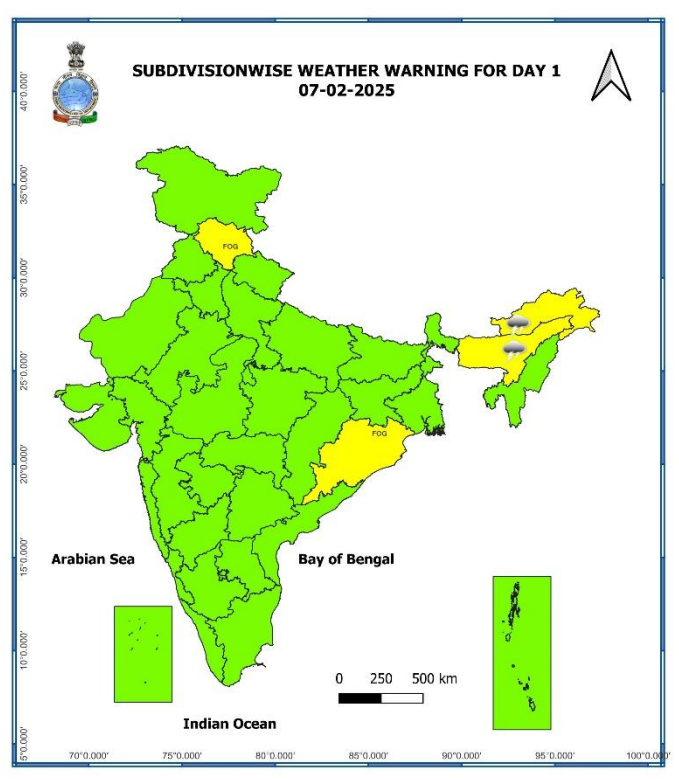 SUBDIVISIONWISE WEATHER WARNING FOR DAY 1
07-02-2025
40°0.000'
35°0.000'
30°0.000'
25°0.000'
20°0.000'
15°0.000'
10°0.000'
5°0.000'
FOG
FOG
Arabian Sea
Bay of Bengal
0 250 500 km
Indian Ocean
70°0.000' 75°0.000' 80°0.000' 85°0.000' 90°0.000' 95°0.000' 100°0.000'